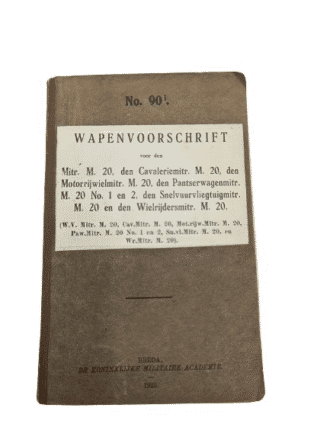 No. 90ʲ.
WAPENVOORSCHRIFT
voor den
Mitr. M. 20, den Cavaleriemitr. M. 20, den
Motorrijwielmitr. M. 20, den Pantserwagenmitr.
M. 20 No. 1 en 2, den Snelvuurvliegtuigmitr.
M. 20 en den Wielrijdersmitr. M. 20.
(W.V. Mitr. M. 20, Cav.Mitr. M. 20, Mot.rijw.Mitr. M. 20,
Paw.Mitr. M. 20 No. 1 en 2, Sn.vl.Mitr. M. 20, en
Wr.Mitr. M. 20).
BREDA.
DE KONINKLIJKE MILITAIRE ACADEMIE.